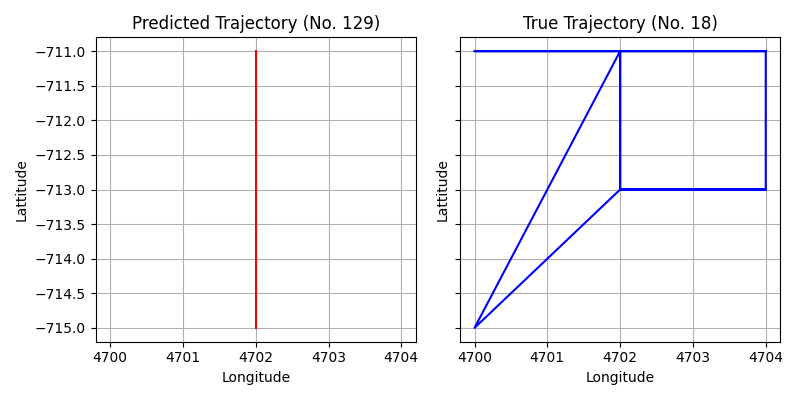 Predicted Trajectory (No. 129)
True Trajectory (No. 18)
−711.0
−711.5
−712.0
−712.5
−713.0
−713.5
−714.0
−714.5
−715.0
Lattitude
Lattitude
4700 4701 4702 4703 4704
4700 4701 4702 4703 4704
Longitude
Longitude